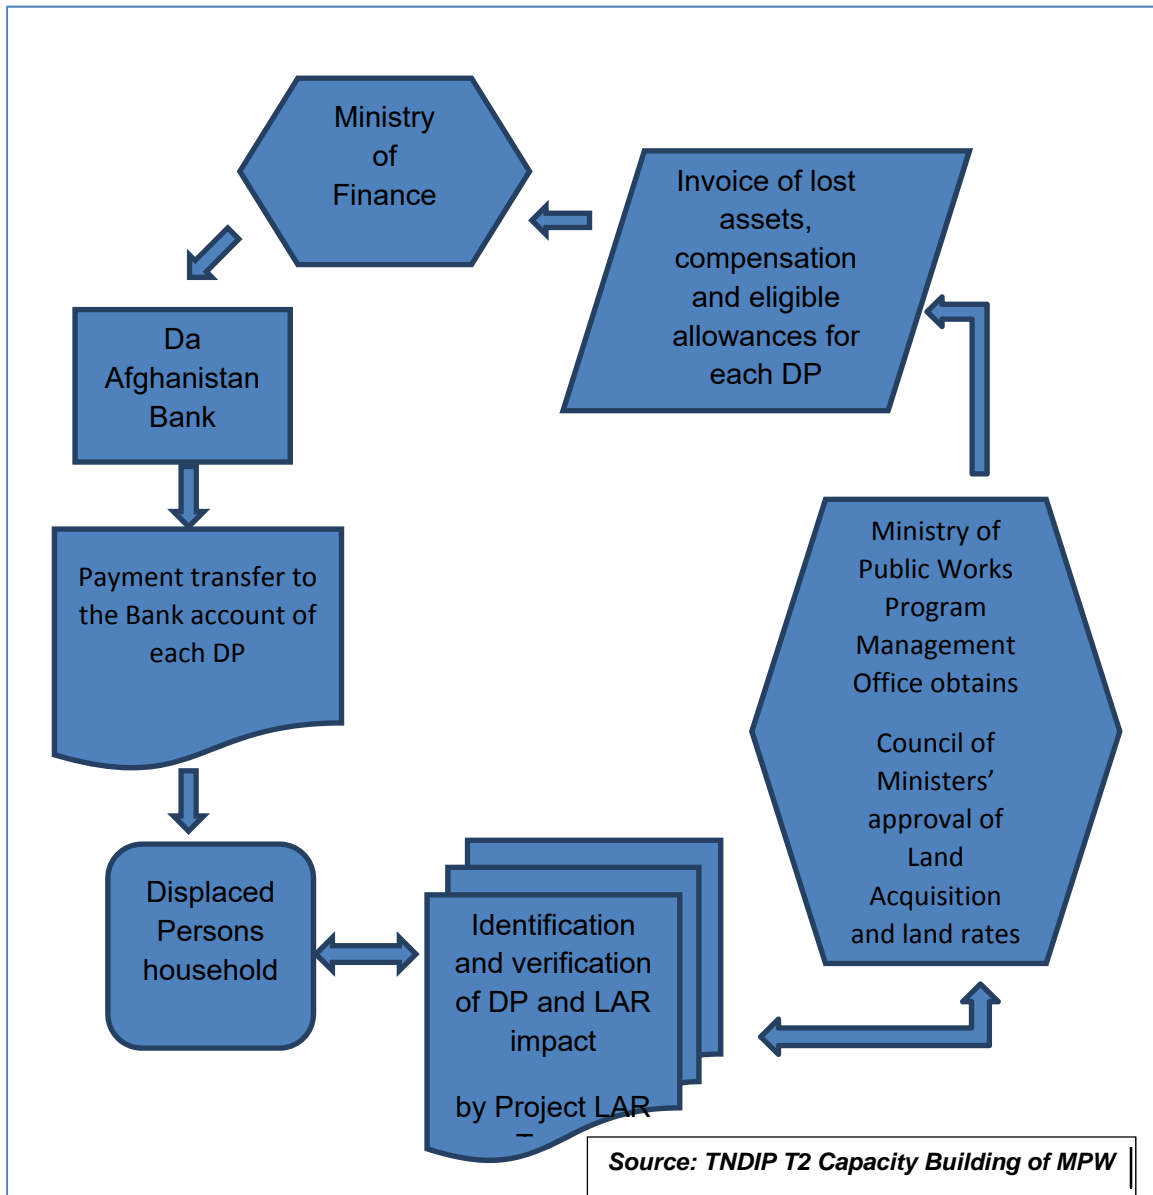 Ministry
of
Finance
Invoice of lost
assets,
compensation
and eligible
allowances for
each DP
Da
Afghanistan
Bank
Ministry of
Public Works
Program
Management
Office obtains
Council of
Ministers’
approval of
Land
Acquisition
and land rates
Payment transfer to
the Bank account of
each DP
Displaced
Persons
household
Identification
and verification
of DP and LAR
impact
by Project LAR
Source: TNDIP T2 Capacity Building of MPW